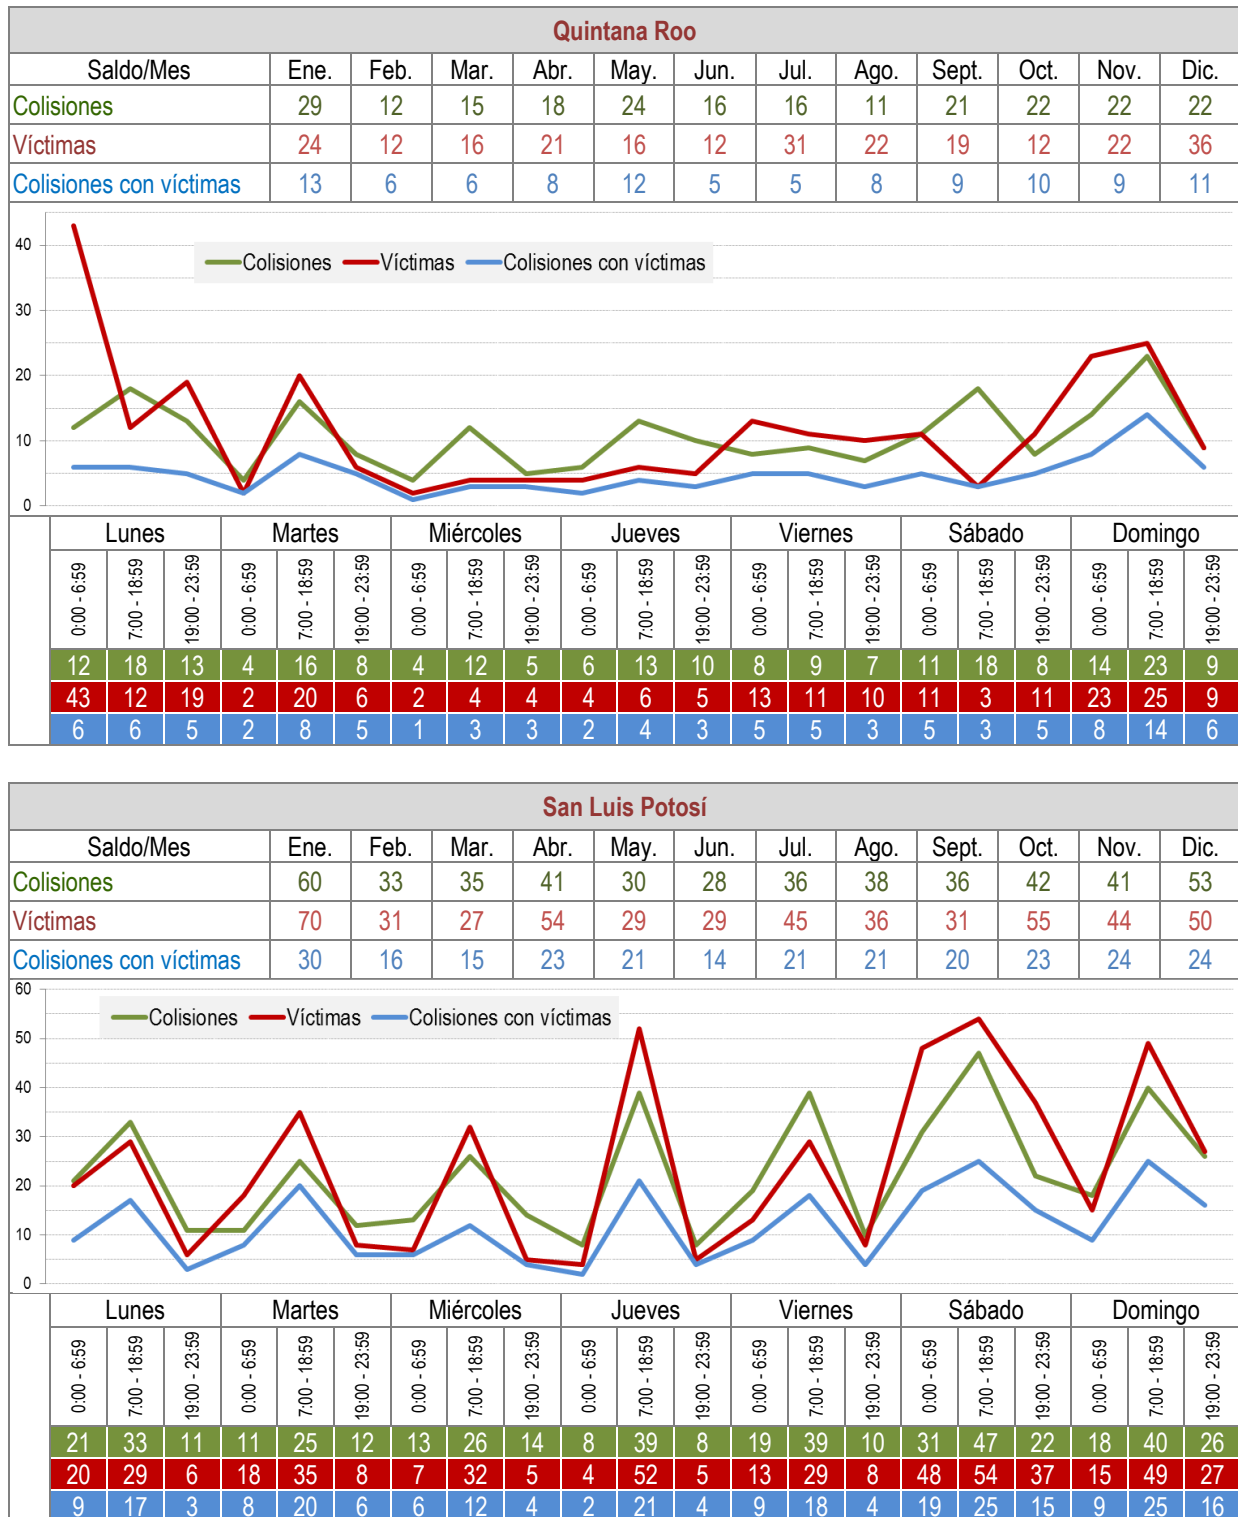 Quintana Roo
Saldo/Mes Ene. Feb. Mar. Abr. May. Jun. Jul. Ago. Sept. Oct. Nov. Dic.
Colisiones 29 12 15 18 24 16 16 11 21 22 22 22
Víctimas 24 12 16 21 16 12 31 22 19 12 22 36
Colisiones con víctimas 13 6 6 8 12 5 5 8 9 10 9 11
Colisiones Víctimas Colisiones con víctimas
40
30
20
10
0
Lunes Martes Miércoles Jueves Viernes Sábado Domingo
0:00 - 6:59 7:00 - 18:59 19:00 - 23:59 0:00 - 6:59 7:00 - 18:59 19:00 - 23:59 0:00 - 6:59 7:00 - 18:59 19:00 - 23:59 0:00 - 6:59 7:00 - 18:59 19:00 - 23:59 0:00 - 6:59 7:00 - 18:59 19:00 - 23:59 0:00 - 6:59 7:00 - 18:59 19:00 - 23:59 0:00 - 6:59 7:00 - 18:59 19:00 - 23:59
12 18 13 4 16 8 4 12 5 6 13 10 8 9 7 11 18 8 14 23 9
43 12 19 2 20 6 2 4 4 4 6 5 13 11 10 11 3 11 23 25 9
6 6 5 2 8 5 1 3 3 2 4 3 5 5 3 5 3 5 8 14 6
San Luis Potosí
Saldo/Mes Ene. Feb. Mar. Abr. May. Jun. Jul. Ago. Sept. Oct. Nov. Dic.
Colisiones 60 33 35 41 30 28 36 38 36 42 41 53
Víctimas 70 31 27 54 29 29 45 36 31 55 44 50
Colisiones con víctimas 30 16 15 23 21 14 21 21 20 23 24 24
60
Colisiones Víctimas Colisiones con víctimas
50
40
30
20
10
0
Lunes Martes Miércoles Jueves Viernes Sábado Domingo
0:00 - 6:59 7:00 - 18:59 19:00 - 23:59 0:00 - 6:59 7:00 - 18:59 19:00 - 23:59 0:00 - 6:59 7:00 - 18:59 19:00 - 23:59 0:00 - 6:59 7:00 - 18:59 19:00 - 23:59 0:00 - 6:59 7:00 - 18:59 19:00 - 23:59 0:00 - 6:59 7:00 - 18:59 19:00 - 23:59 0:00 - 6:59 7:00 - 18:59 19:00 - 23:59
21 33 11 11 25 12 13 26 14 8 39 8 19 39 10 31 47 22 18 40 26
20 29 6 18 35 8 7 32 5 4 52 5 13 29 8 48 54 37 15 49 27
9 17 3 8 20 6 6 12 4 2 21 4 9 18 4 19 25 15 9 25 16